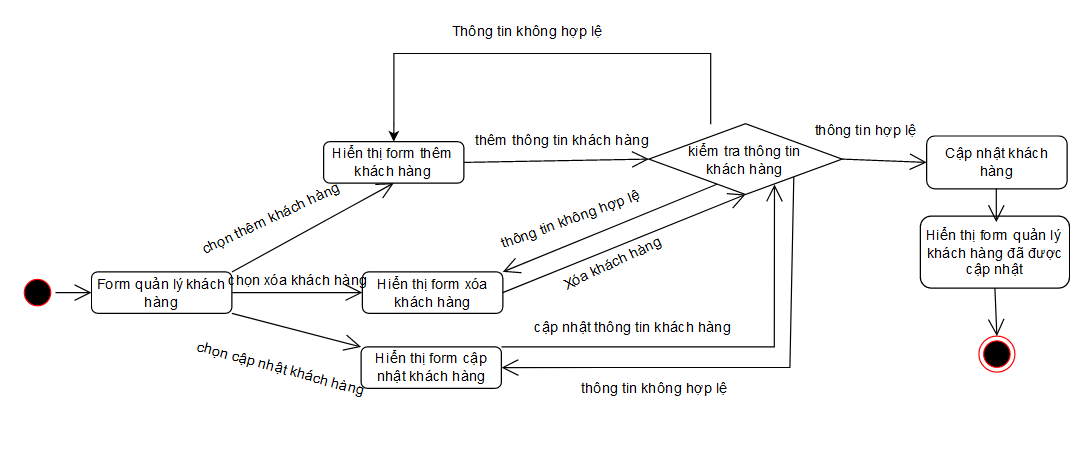 Thông tin không hợp lệ
thông tin hợp lệ
Hiển thị form thêm
khách hàng
thêm thông tin khách hàng
kiểm tra thông tin
khách hàng
Cập nhật khách
hàng
chọn thêm khách hàng
thông tin không hợp lệ
Xóa khách hàng
Hiển thị form quản lý
khách hàng đã được
cập nhật
Form quản lý khách
hàng
chọn xóa khách hàng
Hiển thị form xóa
khách hàng
cập nhật thông tin khách hàng
chọn cập nhật khách hàng
Hiển thị form cập
nhật khách hàng
thông tin không hợp lệ